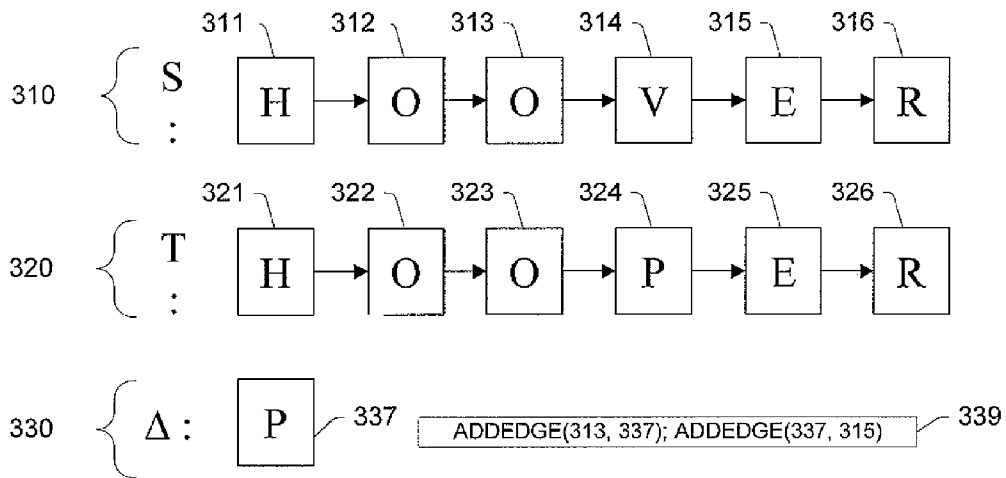 311 312 313 314 315 316
310 S : H O O V E R
321 322 323 324 325 326
320 T : H O O P E R
330 Δ : P 337 ADDEDGE(313, 337); ADDEDGE(337, 315) 339